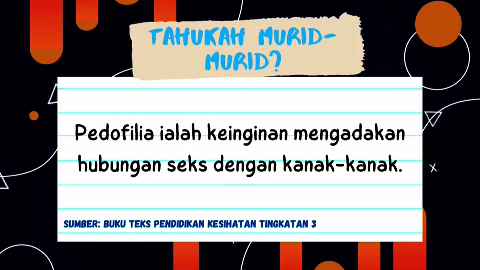 TAHUKAH MURID-
MURID?
Pedofilia ialah keinginan mengadakan
hubungan seks dengan kanak-kanak.
SUMBER: BUKU TEKS PENDIDIKAN KESIHATAN TINGKATAN 3